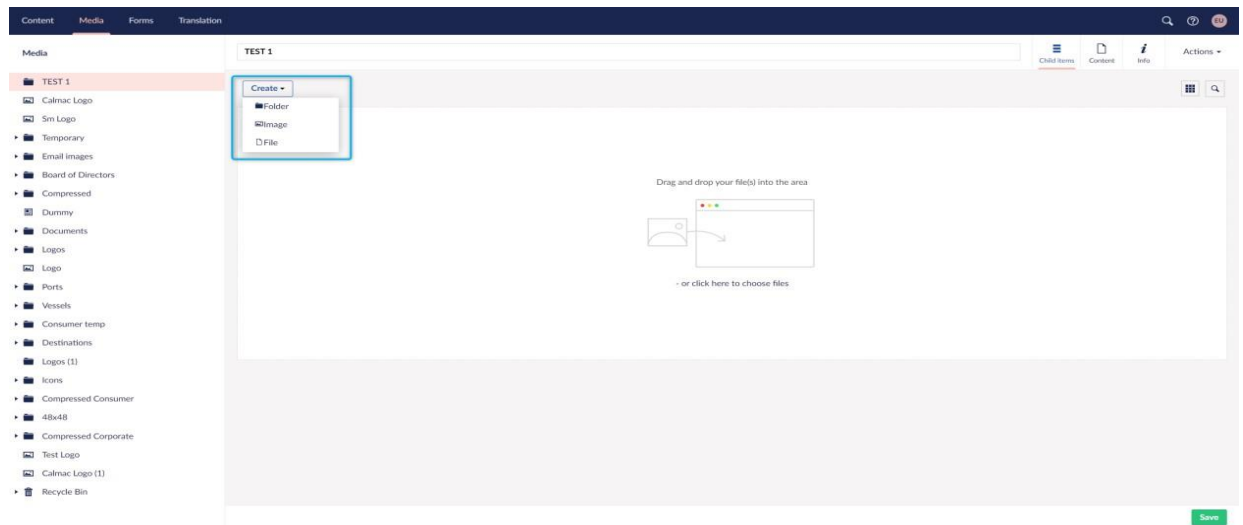 Content Media Forms Translation
EU
Media
TEST 1
Child items Content Info Actions
TEST 1
Calmac Logo
Sm Logo
Temporary
Email images
Board of Directors
Compressed
Dummy
Documents
Logos
Logo
Ports
Vessels
Consumer temp
Destinations
Logos (1)
Icons
Compressed Consumer
48x48
Compressed Corporate
Test Logo
Calmac Logo (1)
Recycle Bin
Create
Folder
Image
File
Drag and drop your file(s) into the area
- or click here to choose files
Save